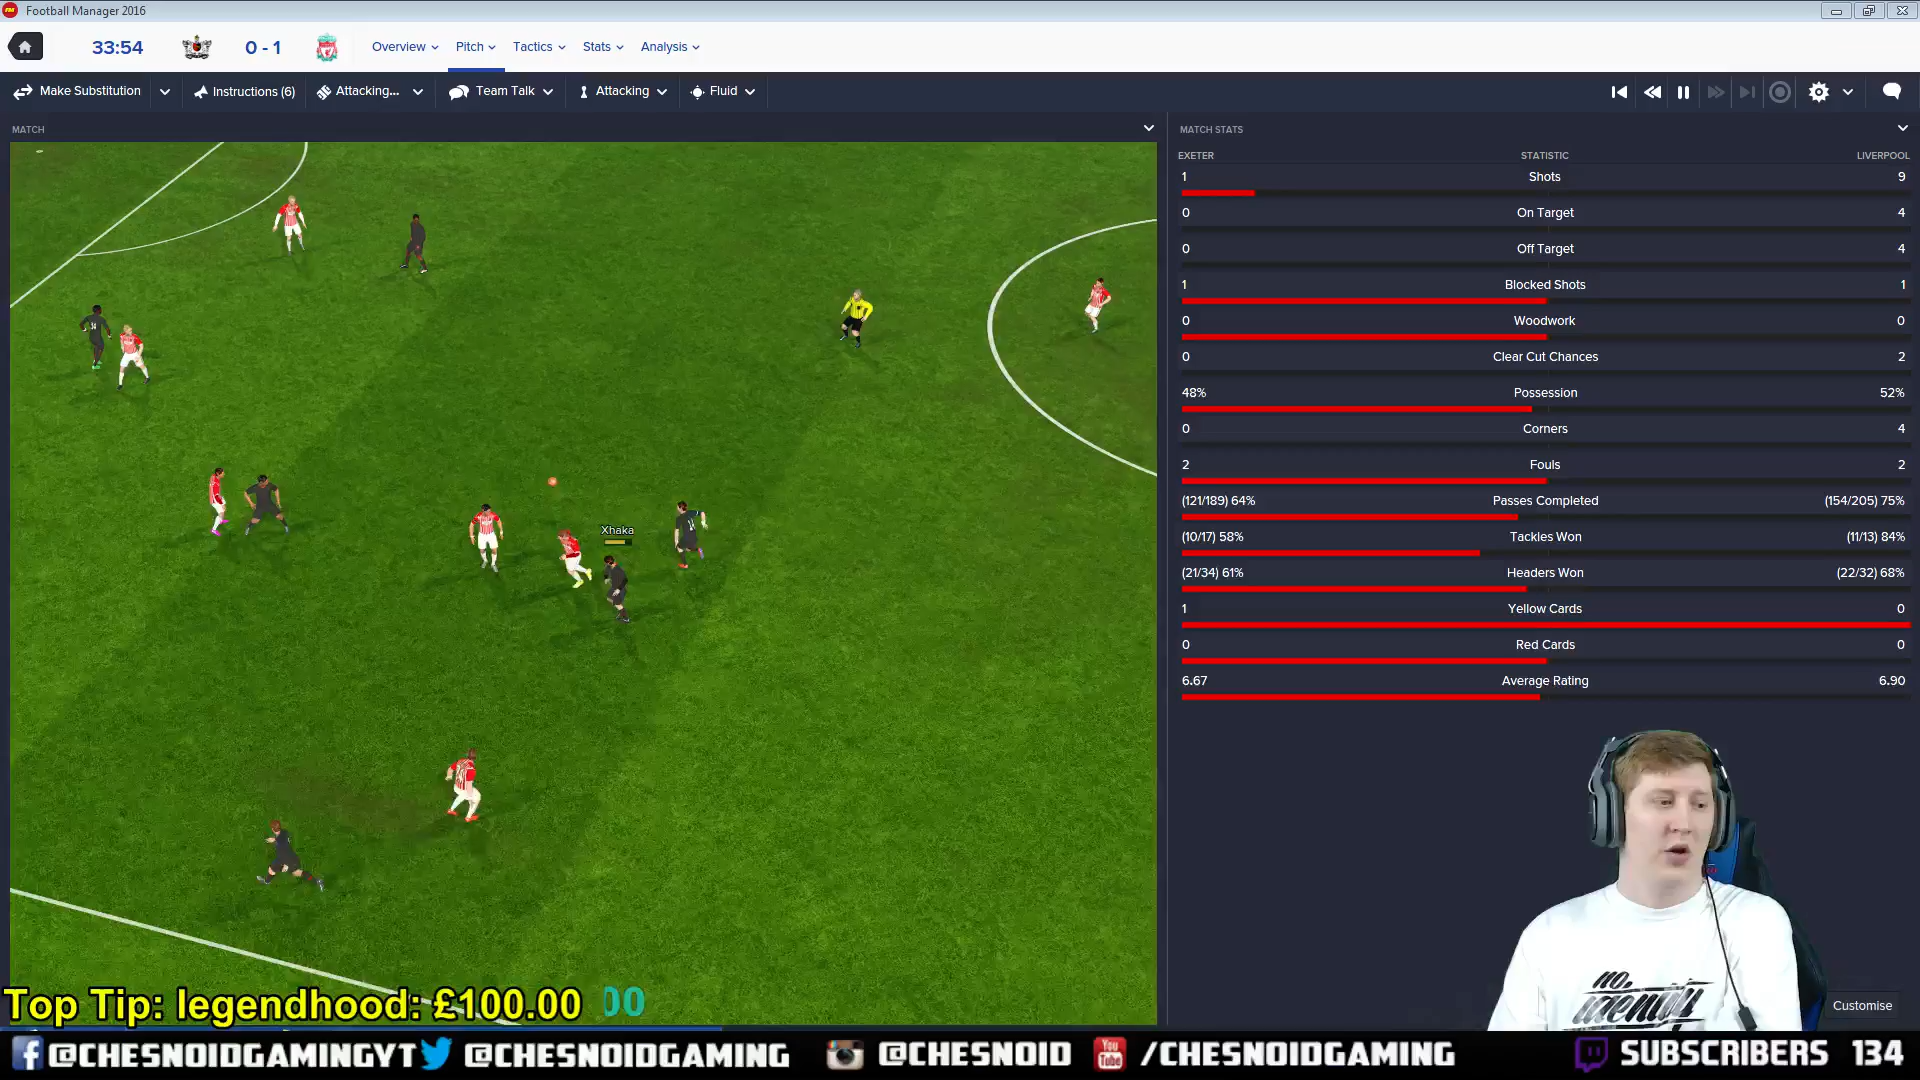 Football Manager 2016
33:54 0 - 1 Overview Pitch Tactics Stats Analysis
Make Substitution Instructions (6) Attacking... Team Talk Attacking Fluid
MATCH
MATCH STATS
EXETER STATISTIC LIVERPOOL
1 Shots 9
0 On Target 4
0 Off Target 4
1 Blocked Shots 1
0 Woodwork 0
0 Clear Cut Chances 2
48% Possession 52%
0 Corners 4
2 Fouls 2
(121/189) 64% Passes Completed (154/205) 75%
(10/17) 58% Tackles Won (11/13) 84%
(21/34) 61% Headers Won (22/32) 68%
1 Yellow Cards 0
0 Red Cards 0
6.67 Average Rating 6.90
Xhaka
14
no.
Customise
Top Tip: legendhood: £100.00 00
@CHESNOIDGAMINGYT @CHESNOIDGAMING @CHESNOID You Tube /CHESNOIDGAMING SUBSCRIBERS 134